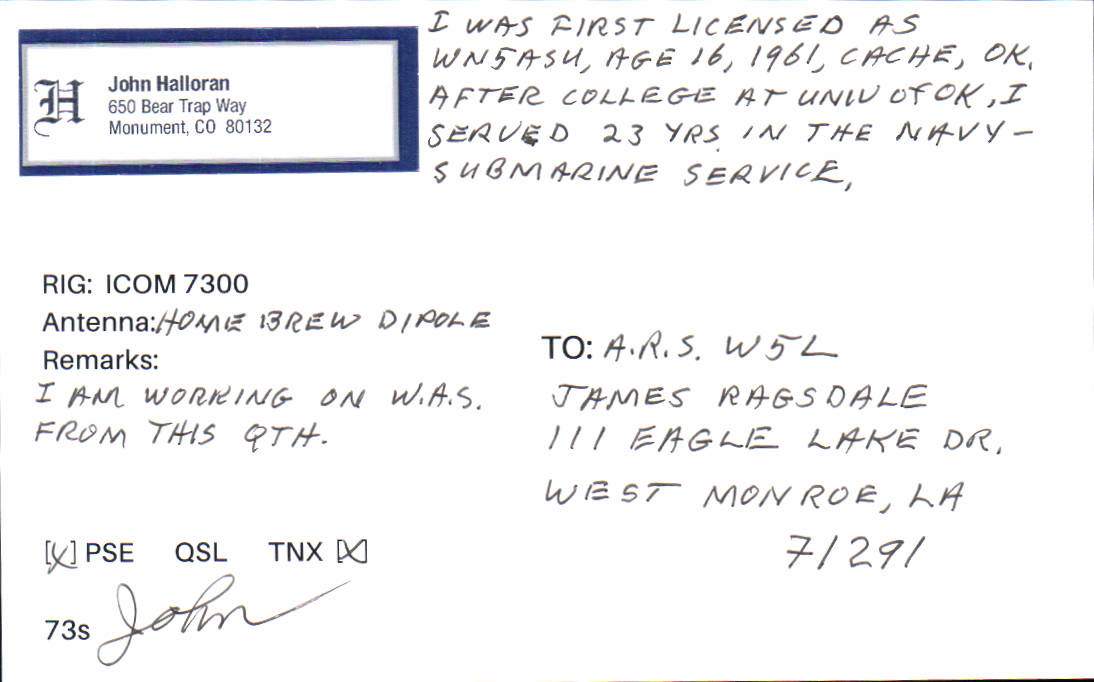 H
John Halloran
650 Bear Trap Way
Monument, CO 80132
I WAS FIRST LICENSED AS
WN5ASU, AGE 16, 1961, CACHE, OK.
AFTER COLLEGE AT UNIV OF OK, I
SERVED 23 YRS. IN THE NAVY –
SUBMARINE SERVICE.
RIG: ICOM 7300
Antenna: HOME BREW DIPOLE
Remarks:
I AM WORKING ON W.A.S.
FROM THIS QTH.
TO: A.R.S. W5L
JAMES RAGSDALE
111 EAGLE LAKE DR.
WEST MONROE, LA
71291
[X] PSE QSL TNX [X]
73s John